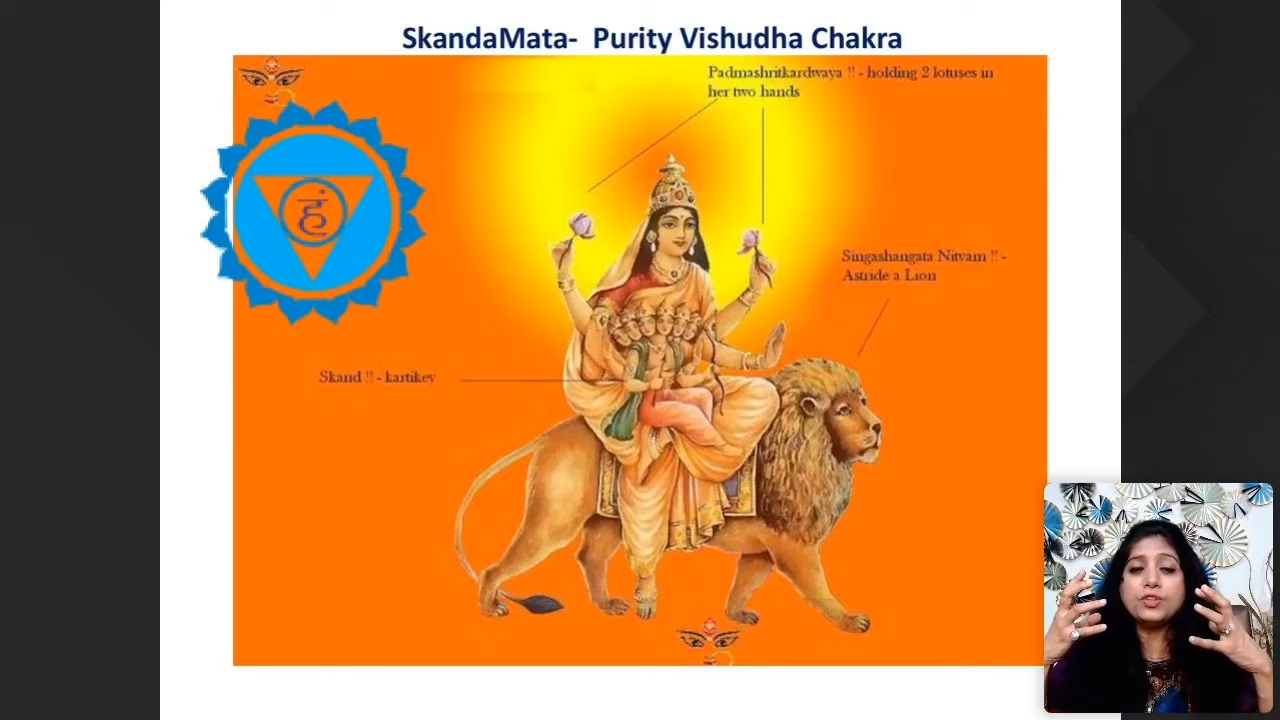 SkandaMata-  Purity Vishudha Chakra
Padmashritkardwaya !! - holding 2 lotuses in
her two hands
हं
Singashangata Nityam !! -
Astride a Lion
Skand !! - kartikey